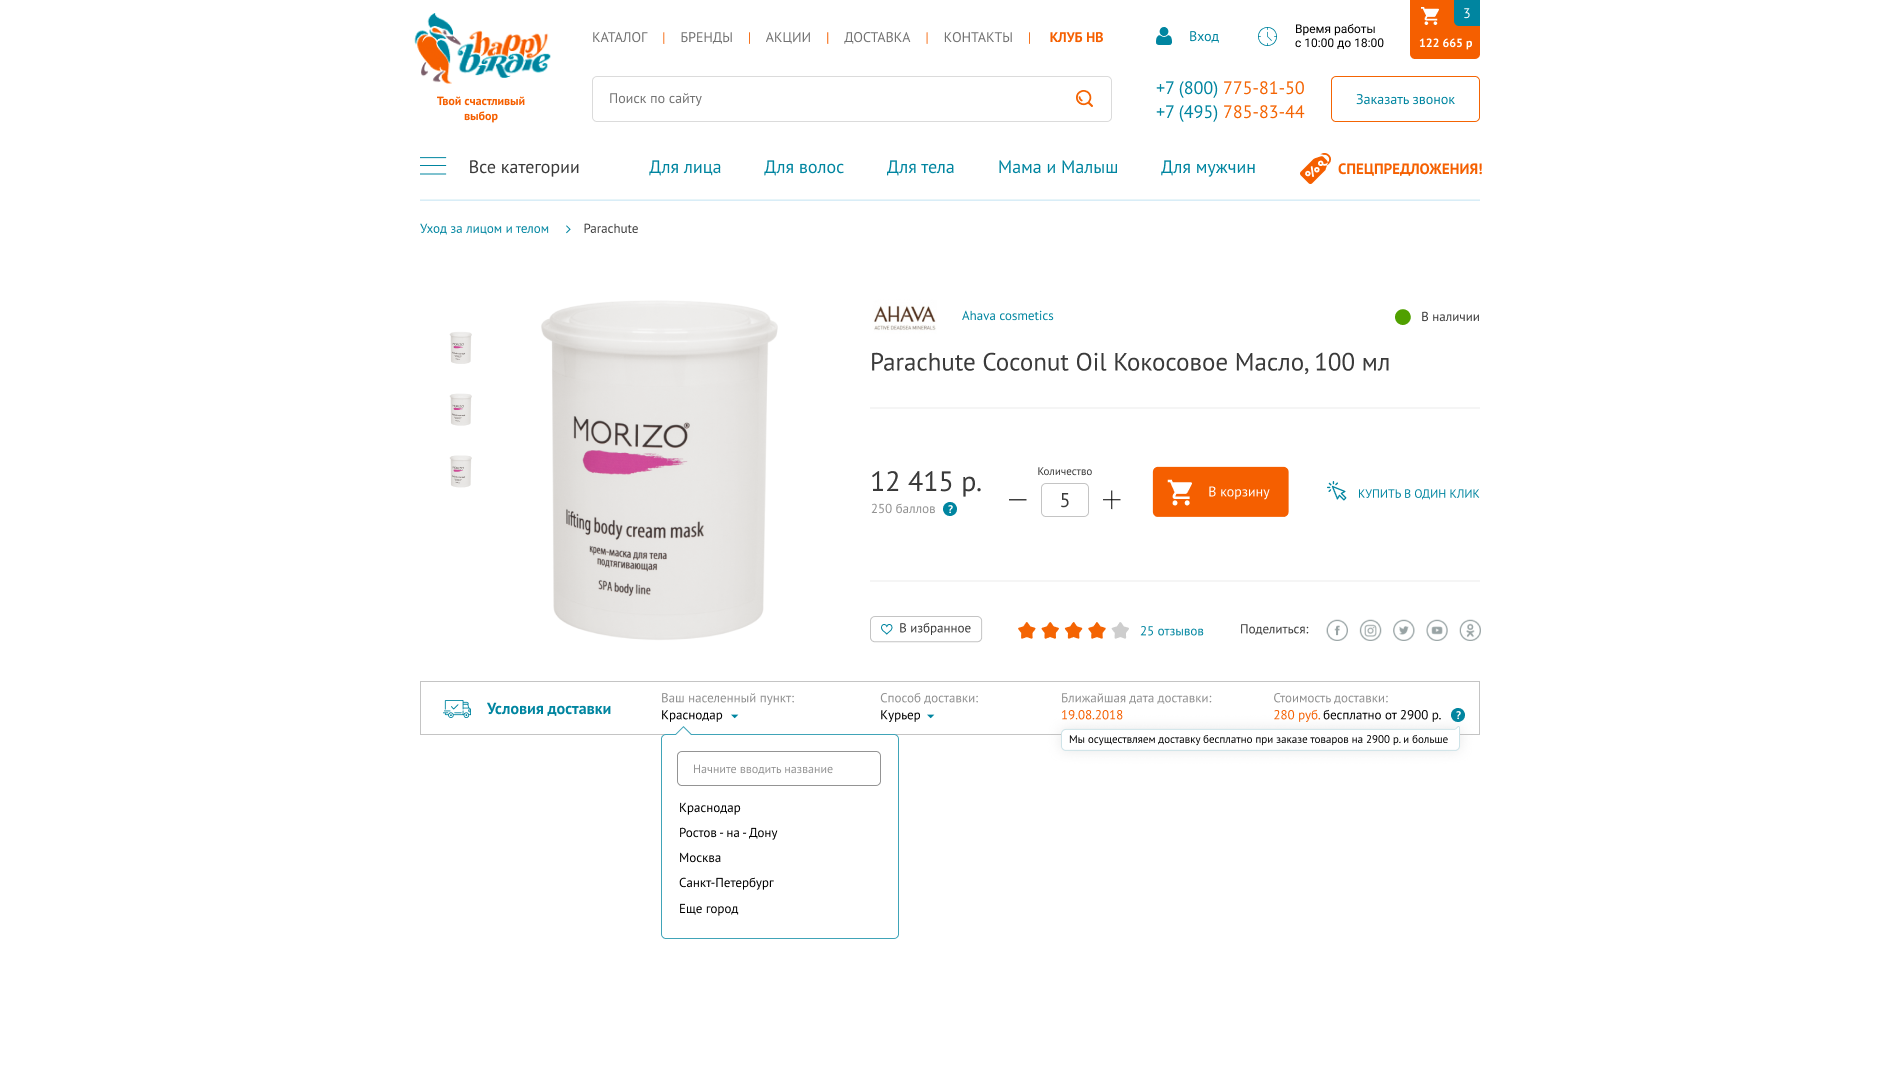 happy
birdie
Твой счастливый
выбор
КАТАЛОГ | БРЕНДЫ | АКЦИИ | ДОСТАВКА | КОНТАКТЫ | КЛУБ НВ
Вход
Время работы
с 10:00 до 18:00
3
122 665 р
Поиск по сайту
+7 (800) 775-81-50
+7 (495) 785-83-44
Заказать звонок
Все категории
Для лица
Для волос
Для тела
Мама и Малыш
Для мужчин
%
СПЕЦПРЕДЛОЖЕНИЯ!
Уход за лицом и телом > Parachute
MORIZO®
lifting body cream mask
крем-маска для тела
подтягивающая
SPA body line
AHAVA
ACTIVE DEADSEA MINERALS
Ahava cosmetics
В наличии
Parachute Coconut Oil Кокосовое Масло, 100 мл
12 415 р.
250 баллов ?
Количество
— 5 +
В корзину
КУПИТЬ В ОДИН КЛИК
В избранное
25 отзывов
Поделиться:
Условия доставки
Ваш населенный пункт:
Краснодар
Способ доставки:
Курьер
Ближайшая дата доставки:
19.08.2018
Стоимость доставки:
280 руб. бесплатно от 2900 р. ?
Мы осуществляем доставку бесплатно при заказе товаров на 2900 р. и больше
Начните вводить название
Краснодар
Ростов - на - Дону
Москва
Санкт-Петербург
Еще город